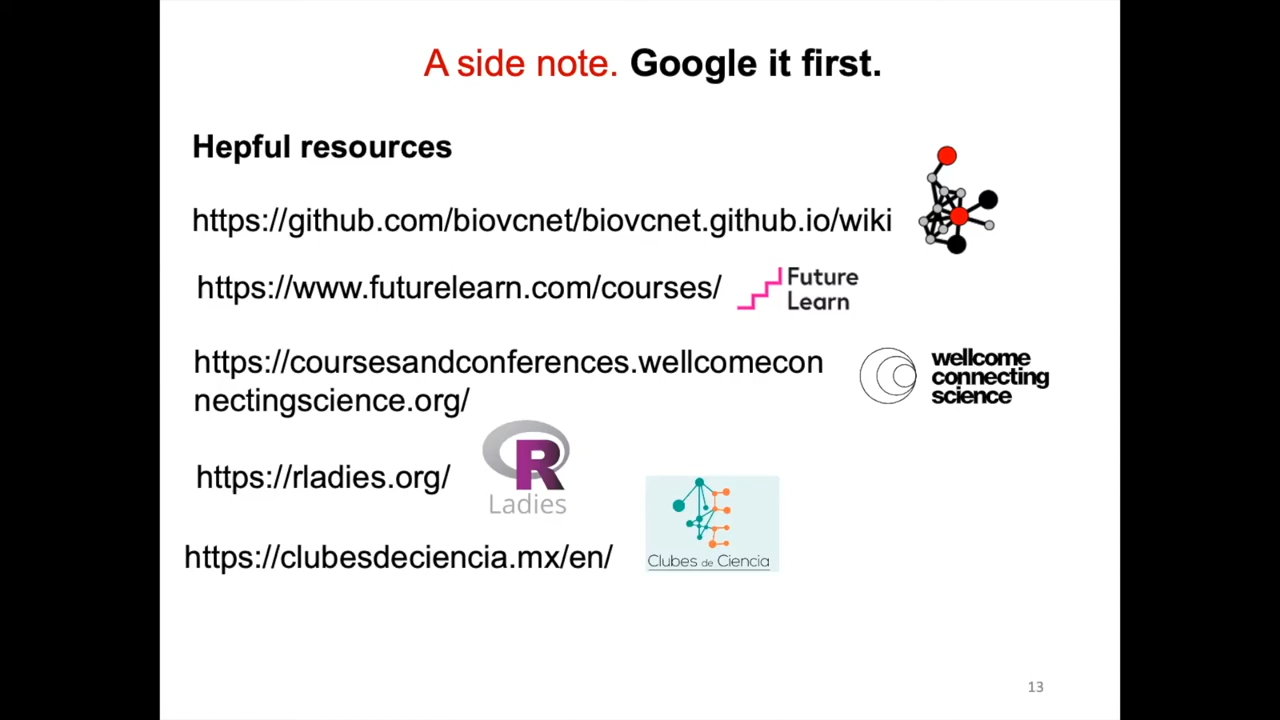 A side note. Google it first.
Hepful resources
https://github.com/biovcnet/biovcnet.github.io/wiki
https://www.futurelearn.com/courses/
Future
Learn
https://coursesandconferences.wellcomecon
nectingscience.org/
wellcome
connecting
science
https://rladies.org/
R
Ladies
https://clubesdeciencia.mx/en/
Clubes de Ciencia
13